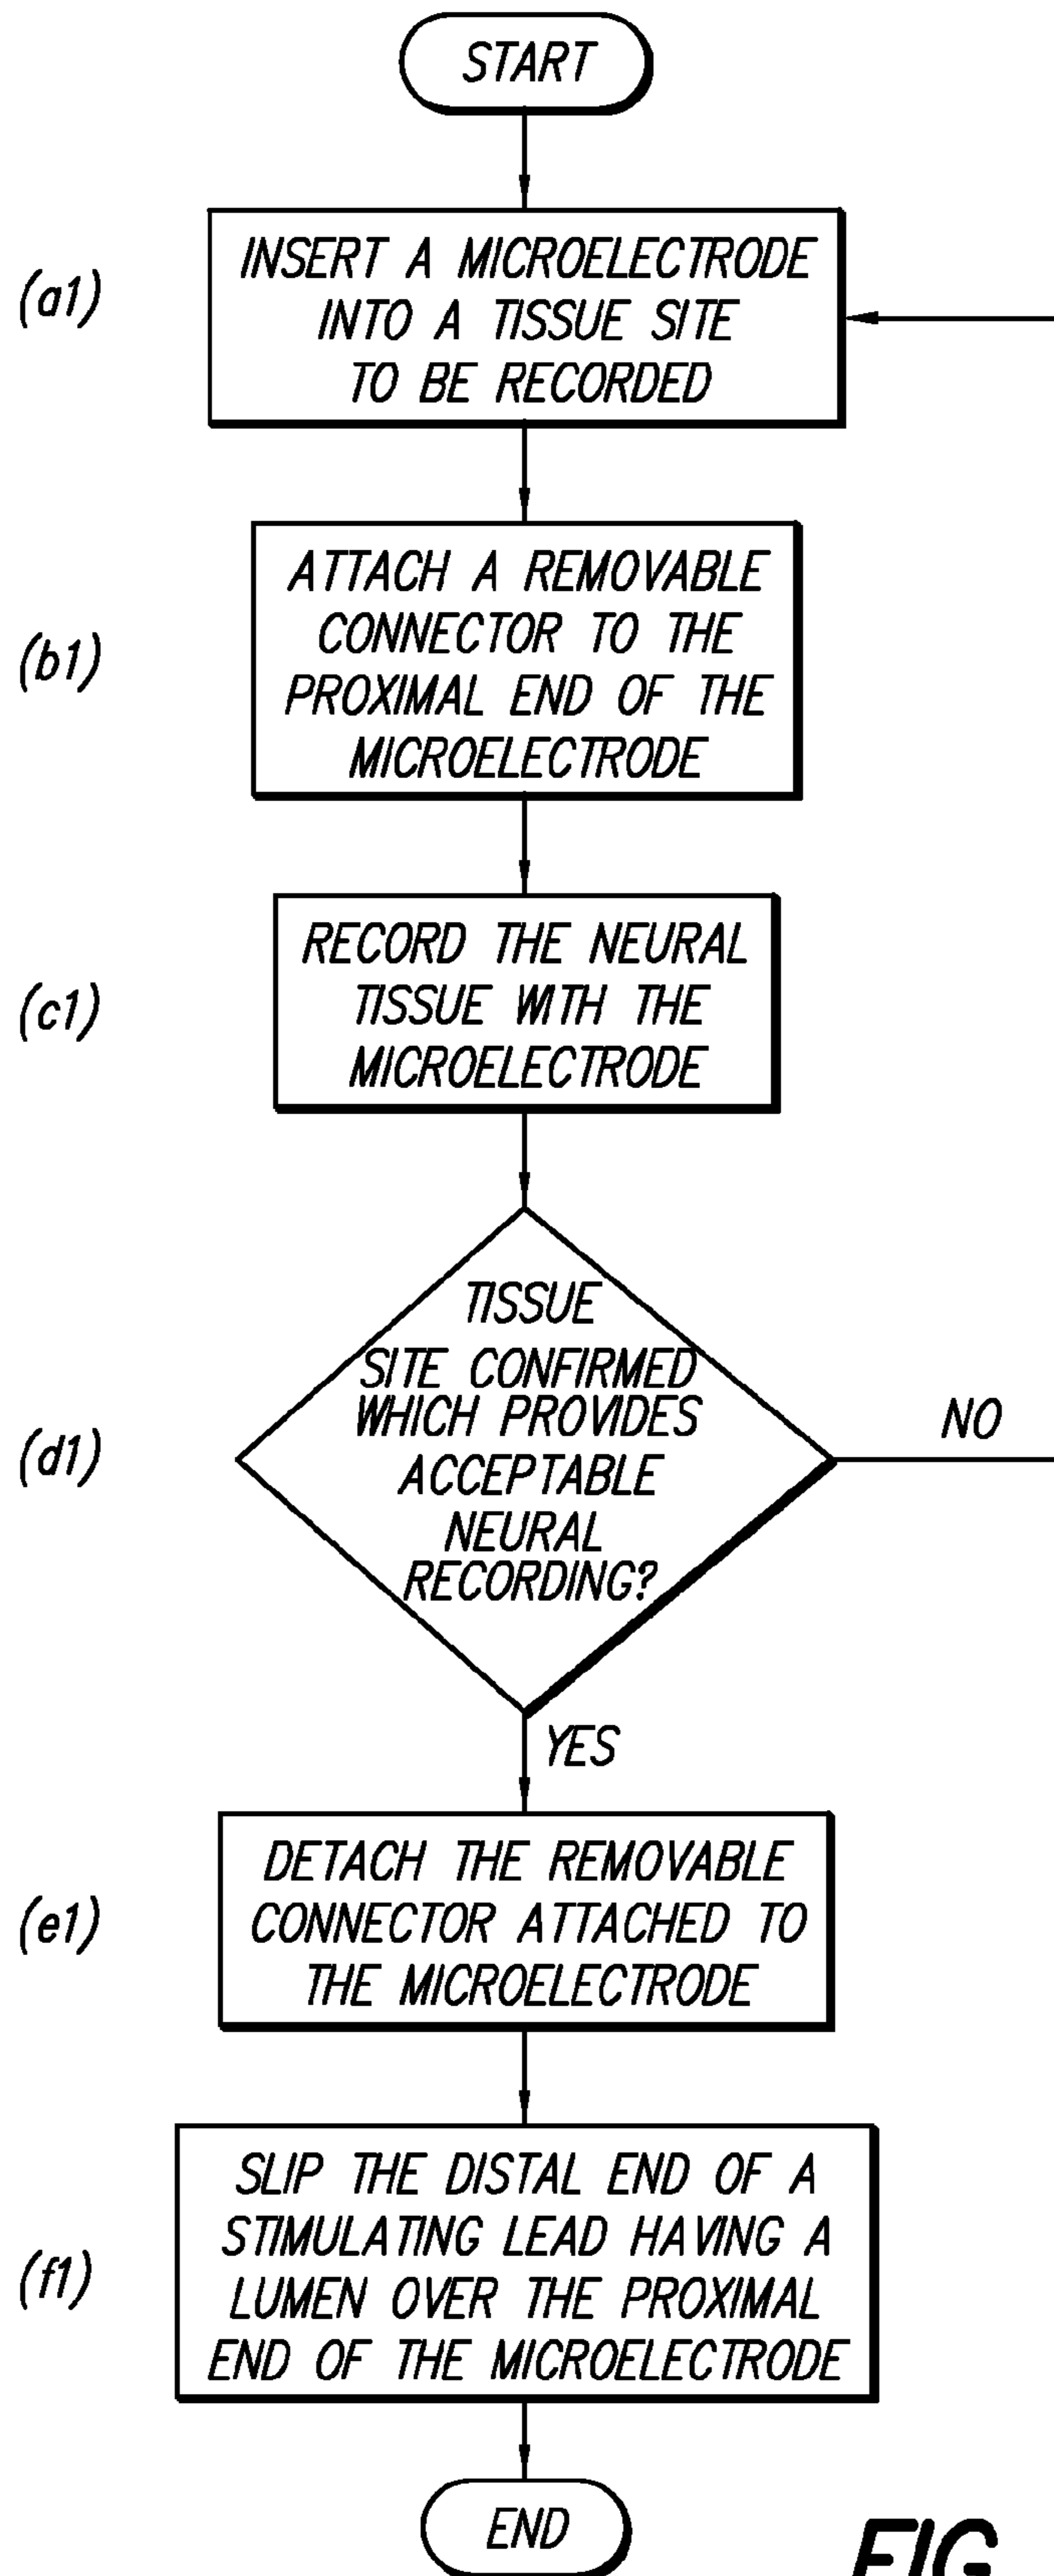 START
(a1)
INSERT A MICROELECTRODE
INTO A TISSUE SITE
TO BE RECORDED
(b1)
ATTACH A REMOVABLE
CONNECTOR TO THE
PROXIMAL END OF THE
MICROELECTRODE
(c1)
RECORD THE NEURAL
TISSUE WITH THE
MICROELECTRODE
(d1)
TISSUE
SITE CONFIRMED
WHICH PROVIDES
ACCEPTABLE
NEURAL
RECORDING?
NO
YES
(e1)
DETACH THE REMOVABLE
CONNECTOR ATTACHED TO
THE MICROELECTRODE
(f1)
SLIP THE DISTAL END OF A
STIMULATING LEAD HAVING A
LUMEN OVER THE PROXIMAL
END OF THE MICROELECTRODE
END
FIG